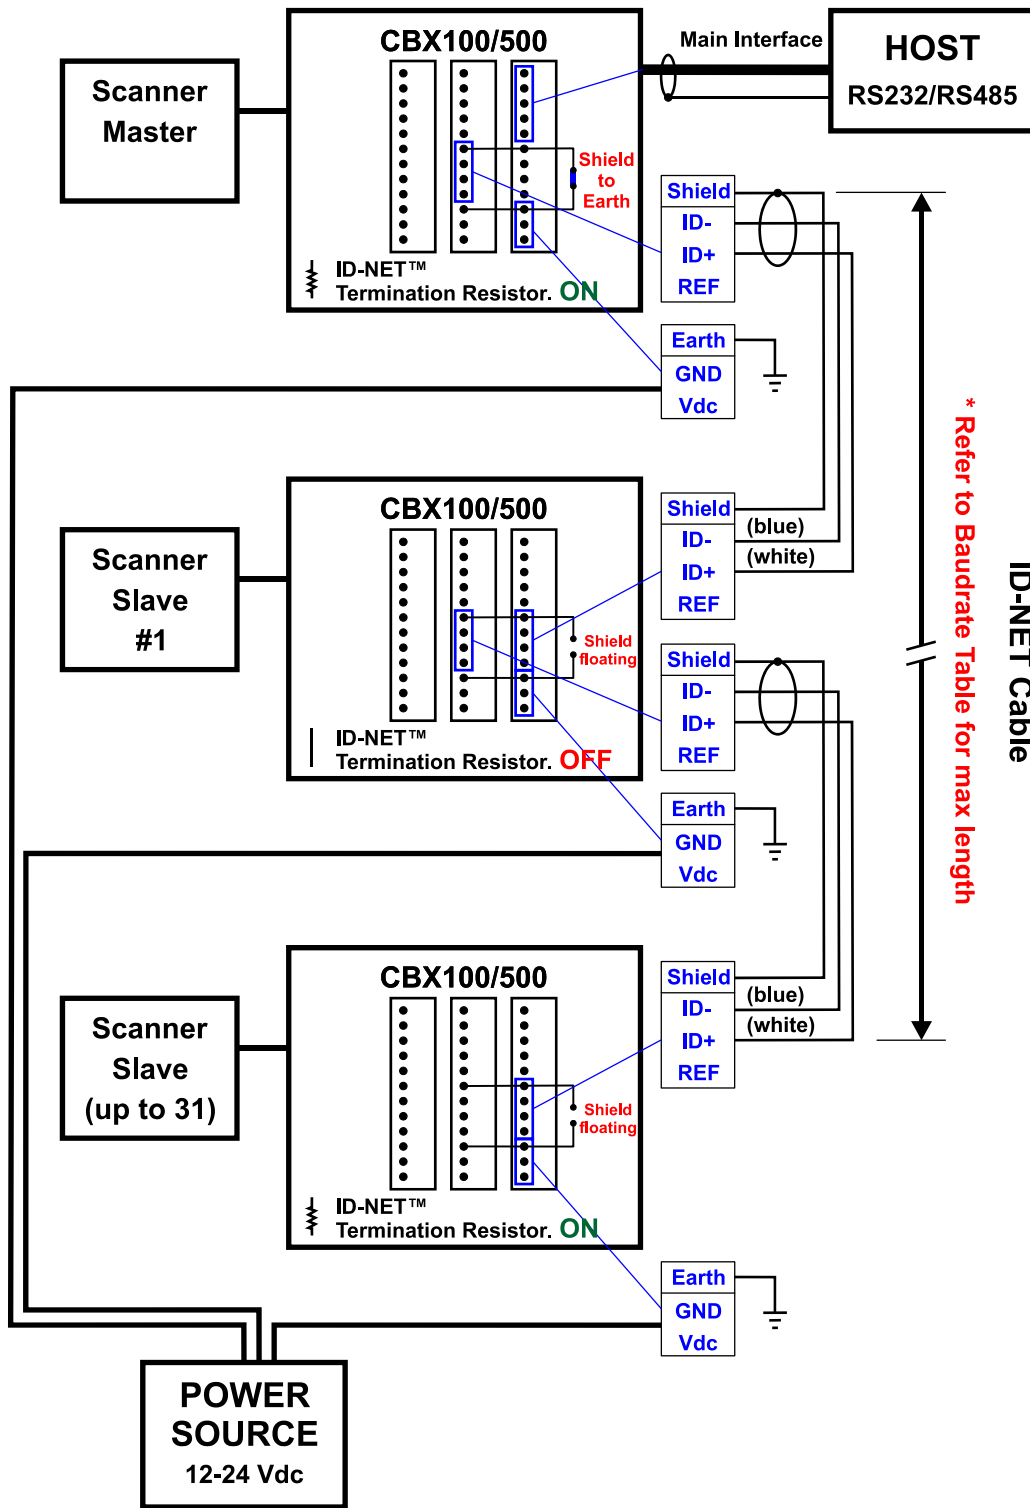 CBX100/500
Main Interface
HOST
RS232/RS485
Scanner
Master
Shield
to
Earth
ID-NET™
Termination Resistor. ON
Shield
ID-
ID+
REF
Earth
GND
Vdc
CBX100/500
Scanner
Slave
#1
Shield
floating
ID-NET™
Termination Resistor. OFF
Shield
(blue)
ID-
(white)
ID+
REF
Shield
ID-
ID+
REF
Earth
GND
Vdc
* Refer to Baudrate Table for max length
ID-NET Cable
CBX100/500
Scanner
Slave
(up to 31)
Shield
floating
ID-NET™
Termination Resistor. ON
Shield
(blue)
ID-
(white)
ID+
REF
Earth
GND
Vdc
POWER
SOURCE
12-24 Vdc